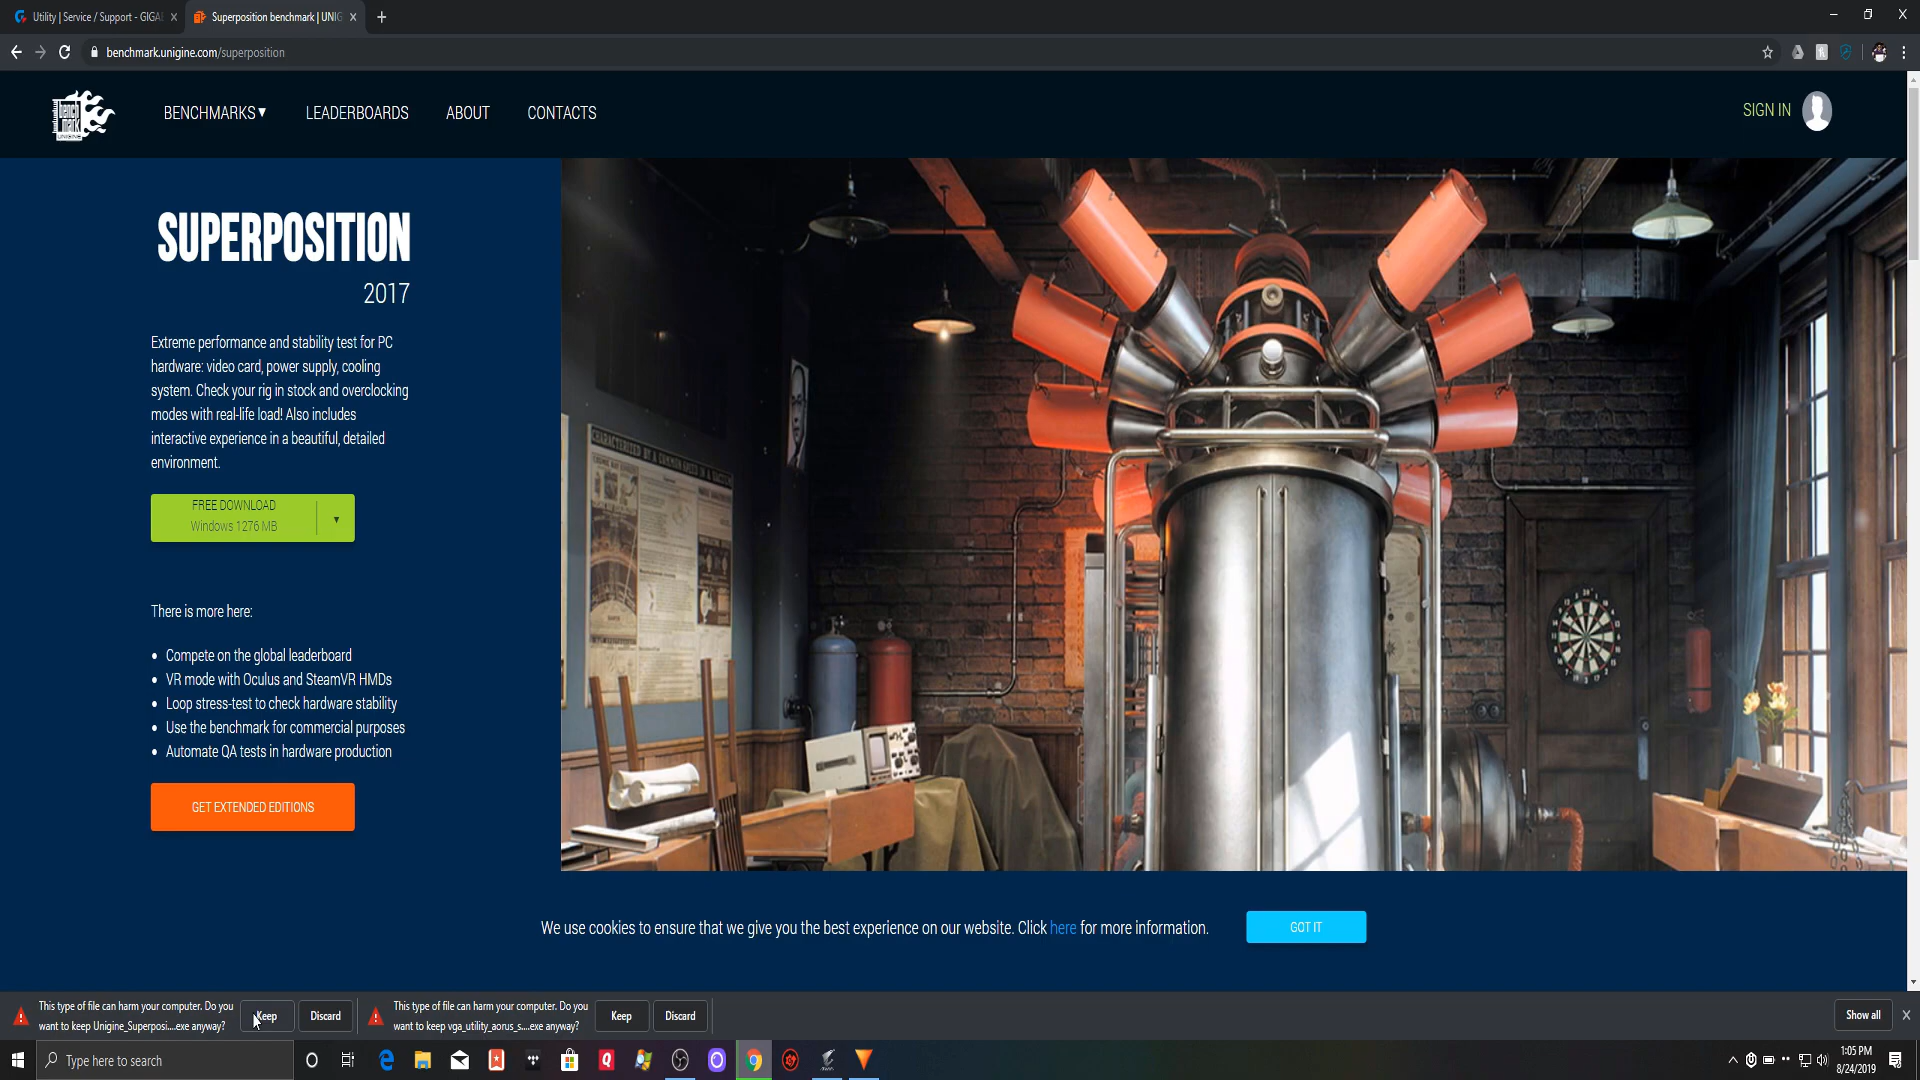 Utility | Service / Support - GIGA
Superposition benchmark | UNIG
benchmark.unigine.com/superposition
bench
mark
UNIGINE
BENCHMARKS▼
LEADERBOARDS
ABOUT
CONTACTS
SIGN IN
SUPERPOSITION
2017
Extreme performance and stability test for PC
hardware: video card, power supply, cooling
system. Check your rig in stock and overclocking
modes with real-life load! Also includes
interactive experience in a beautiful, detailed
environment.
FREE DOWNLOAD
Windows 1276 MB
There is more here:
• Compete on the global leaderboard
• VR mode with Oculus and SteamVR HMDs
• Loop stress-test to check hardware stability
• Use the benchmark for commercial purposes
• Automate QA tests in hardware production
GET EXTENDED EDITIONS
We use cookies to ensure that we give you the best experience on our website. Click here for more information.
GOT IT
This type of file can harm your computer. Do you
want to keep Unigine_Superposi....exe anyway?
Keep
Discard
This type of file can harm your computer. Do you
want to keep vga_utility_aorus_s....exe anyway?
Keep
Discard
Show all
Type here to search
1:05 PM
8/24/2019